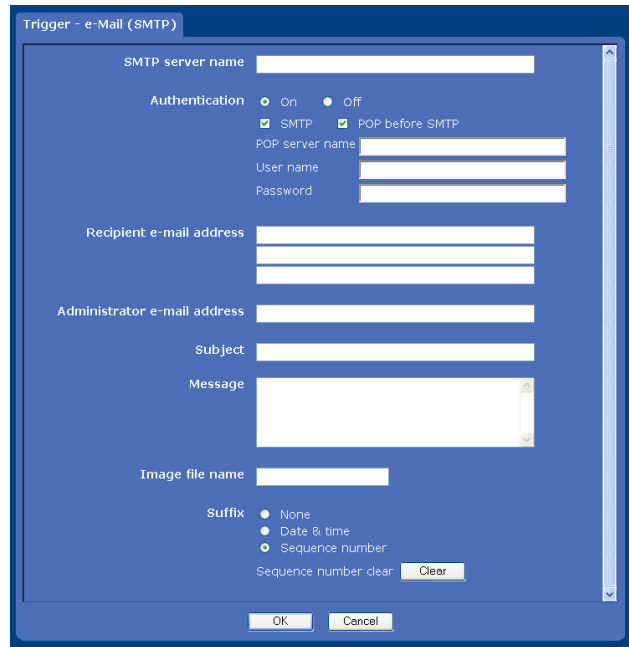 Trigger - e-Mail (SMTP)
SMTP server name
Authentication On Off
SMTP POP before SMTP
POP server name
User name
Password
Recipient e-mail address
Administrator e-mail address
Subject
Message
Image file name
Suffix None
Date & time
Sequence number
Sequence number clear Clear
OK Cancel